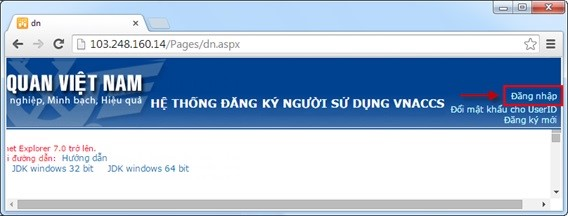 dn
103.248.160.14/Pages/dn.aspx
QUAN VIỆT NAM
nghiệp, Minh bạch, Hiệu quả
HỆ THỐNG ĐĂNG KÝ NGƯỜI SỬ DỤNG VNACCS
Đăng nhập
Đổi mật khẩu cho UserID
Đăng ký mới
net Explorer 7.0 trở lên.
i đường dẫn: Hướng dẫn
JDK windows 32 bit JDK windows 64 bit